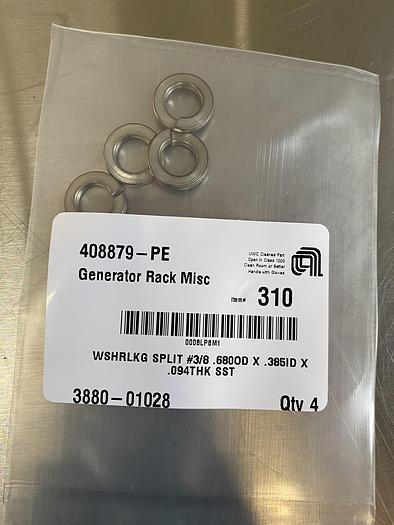 408879-PE
UWC Cleaned Part
Open in Class 1000
Clean Room or Better
Handle with Gloves
Generator Rack Misc
Item# 310
0008LP8M1
WSHRLKG SPLIT #3/8 .680OD X .385ID X
.094THK SST
3880-01028
Qty 4